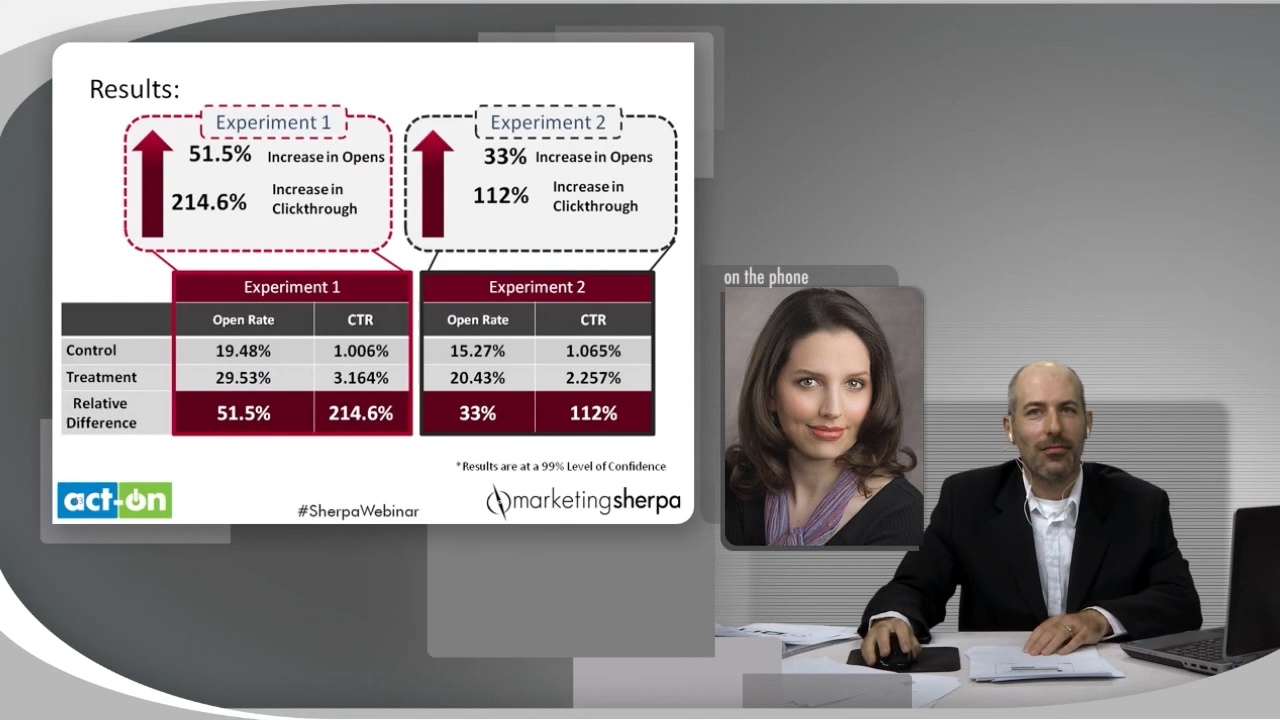 Results:
Experiment 1
51.5% Increase in Opens
214.6% Increase in
Clickthrough
Experiment 2
33% Increase in Opens
112% Increase in
Clickthrough
Experiment 1 Experiment 2
Open Rate CTR Open Rate CTR
Control 19.48% 1.006% 15.27% 1.065%
Treatment 29.53% 3.164% 20.43% 2.257%
Relative
Difference 51.5% 214.6% 33% 112%
*Results are at a 99% Level of Confidence
act-on
#SherpaWebinar
marketingsherpa
on the phone